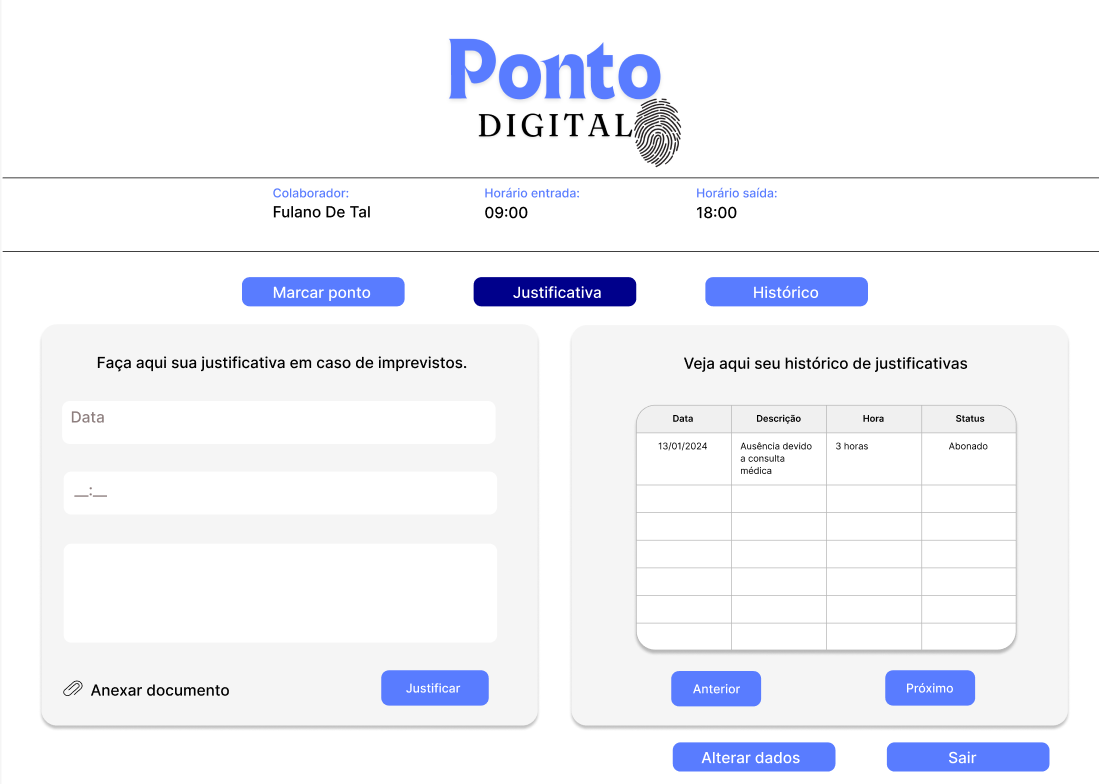 Ponto
DIGITAL
Colaborador:
Fulano De Tal
Horário entrada:
09:00
Horário saída:
18:00
Marcar ponto
Justificativa
Histórico
Faça aqui sua justificativa em caso de imprevistos.
Data
__:__
Anexar documento
Justificar
Veja aqui seu histórico de justificativas
Data Descrição Hora Status
13/01/2024
Ausência devido
a consulta
médica
3 horas
Abonado
Anterior
Próximo
Alterar dados
Sair